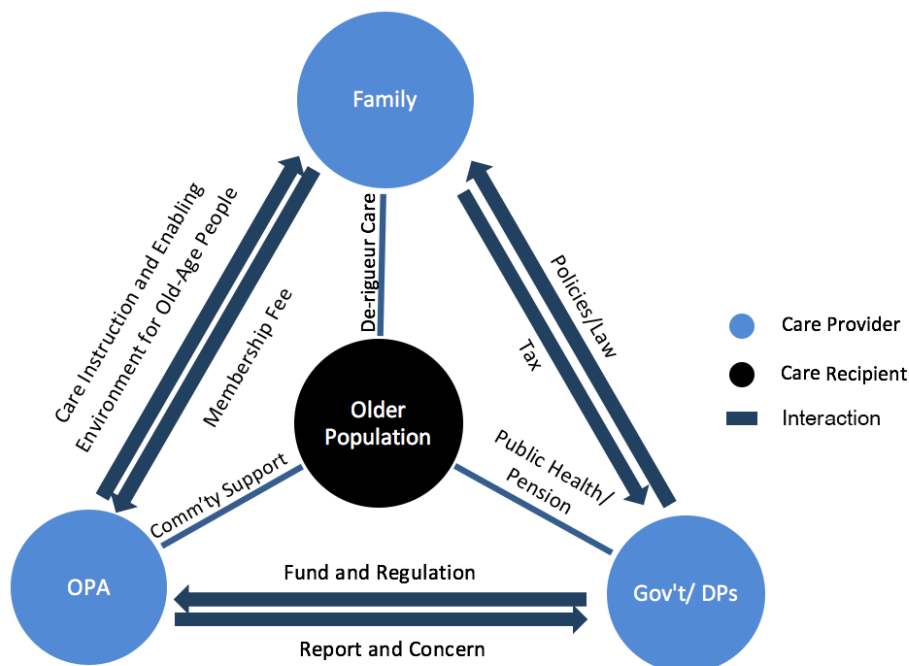 Family
Care Instruction and Enabling
Environment for Old-Age People
Membership Fee
De-rigueur Care
Policies/Law
Tax
Older
Population
Comm'ty Support
Public Health/
Pension
OPA
Fund and Regulation
Report and Concern
Gov't/ DPs
Care Provider
Care Recipient
Interaction